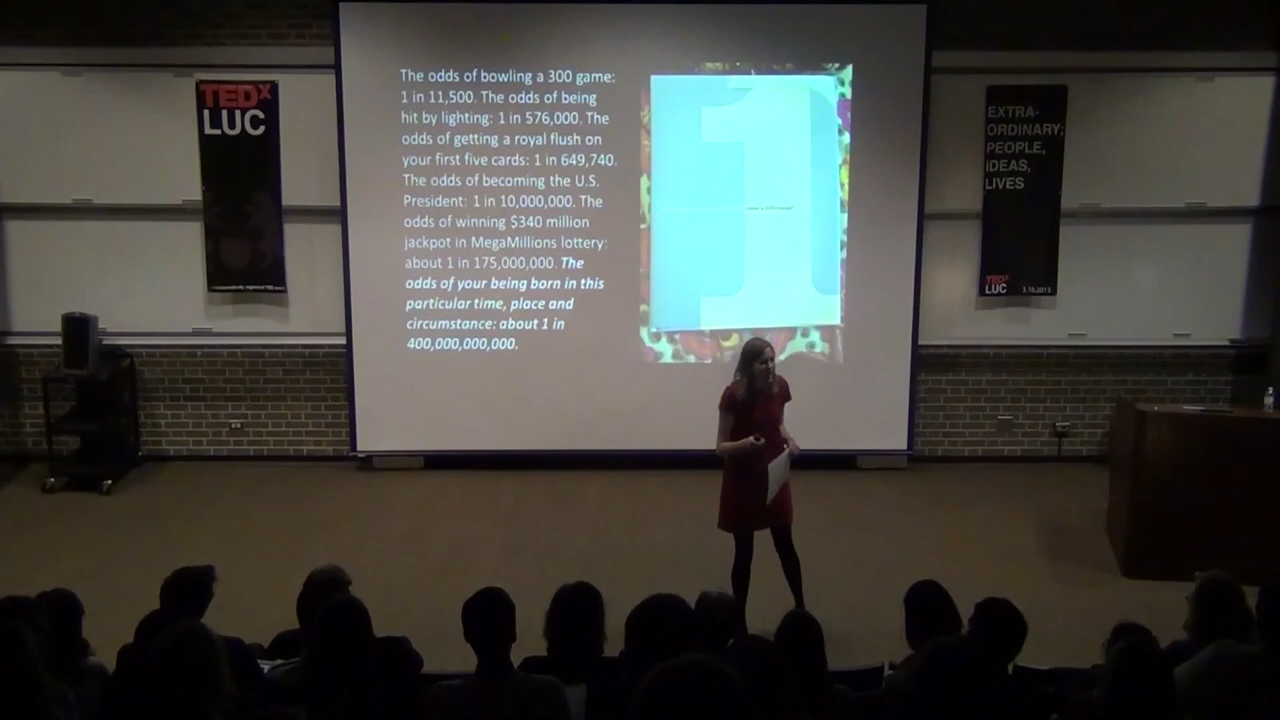 TEDx
LUC
The odds of bowling a 300 game:
1 in 11,500. The odds of being
hit by lighting: 1 in 576,000. The
odds of getting a royal flush on
your first five cards: 1 in 649,740.
The odds of becoming the U.S.
President: 1 in 10,000,000. The
odds of winning $340 million
jackpot in MegaMillions lottery:
about 1 in 175,000,000. The
odds of your being born in this
particular time, place and
circumstance: about 1 in
400,000,000,000.
1
EXTRA-
ORDINARY;
PEOPLE,
IDEAS,
LIVES
TEDx
LUC
3.16.2013